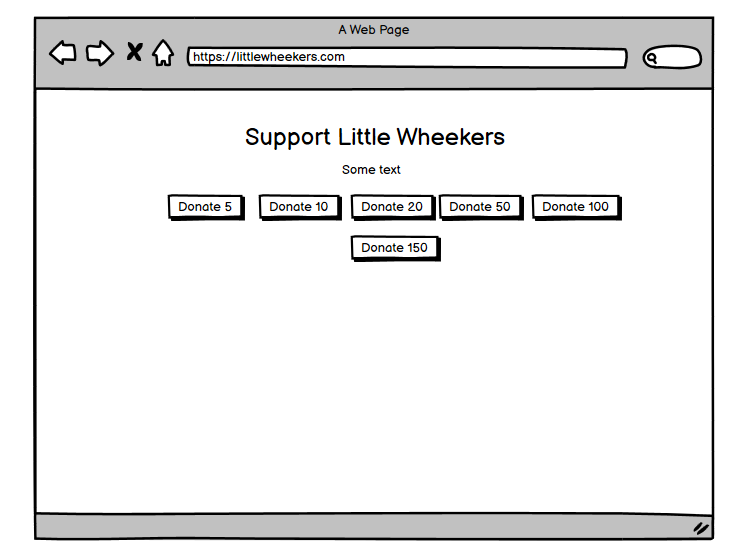 A Web Page
https://littlewheekers.com
Support Little Wheekers
Some text
Donate 5 Donate 10 Donate 20 Donate 50 Donate 100
Donate 150